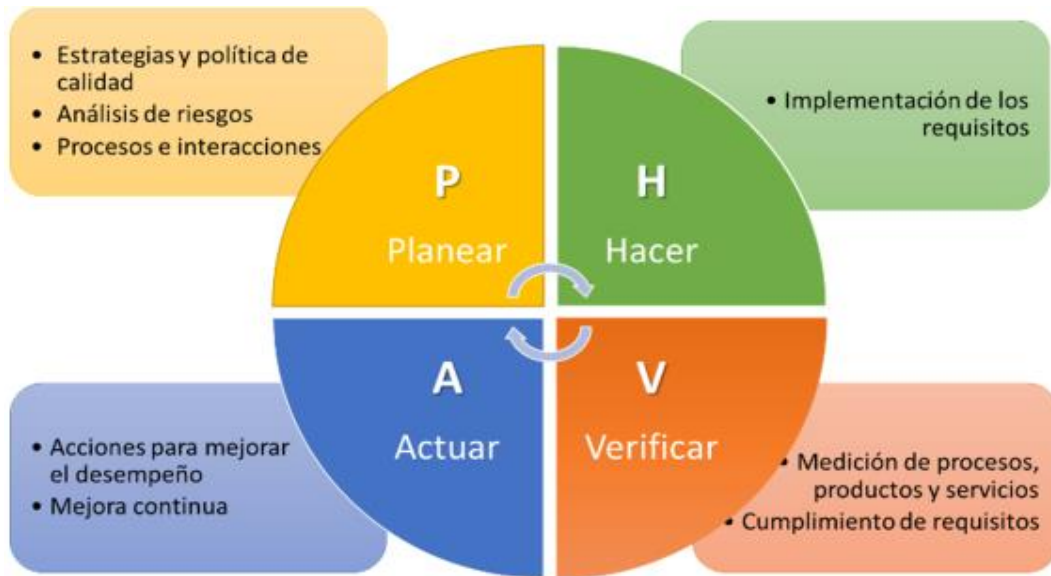 • Estrategias y política de
calidad
• Análisis de riesgos
• Procesos e interacciones
P
Planear
• Implementación de los
requisitos
H
Hacer
• Acciones para mejorar
el desempeño
• Mejora continua
A
Actuar
V
Verificar
• Medición de procesos,
productos y servicios
• Cumplimiento de requisitos